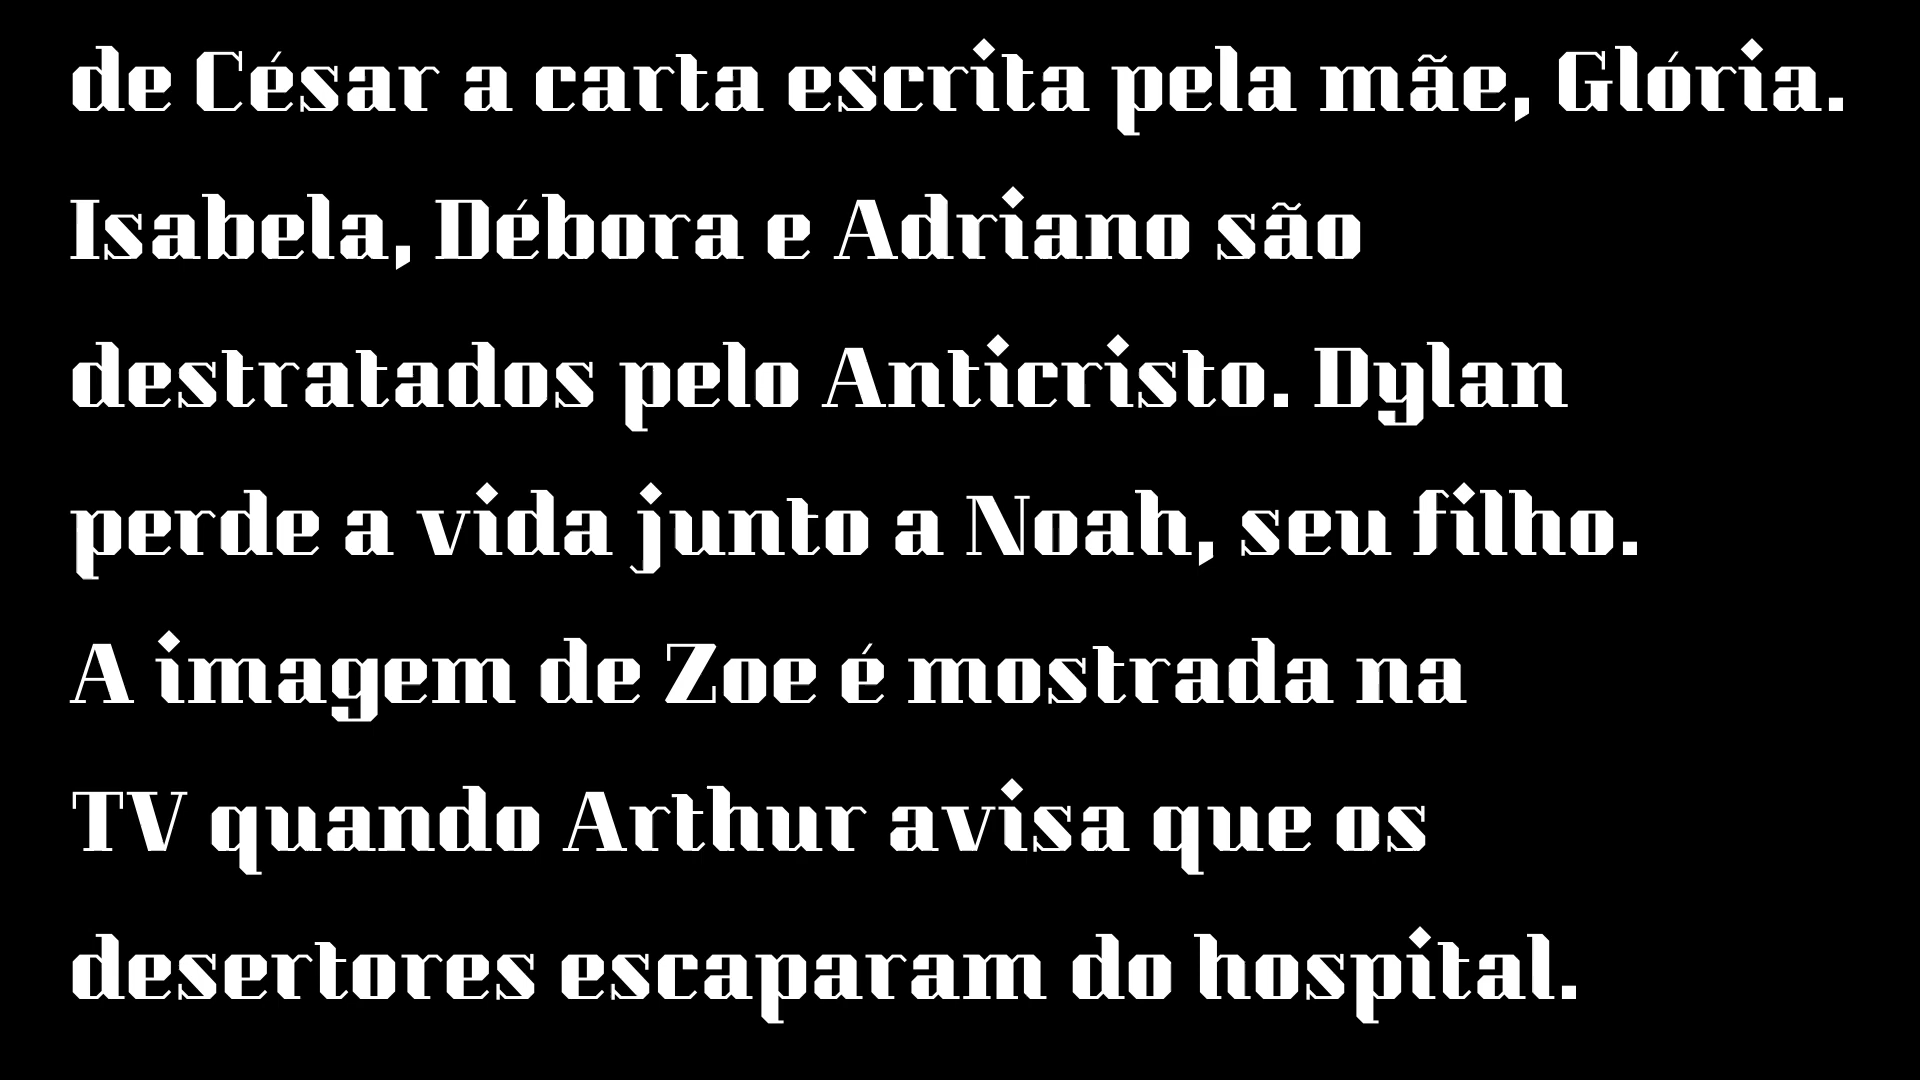 de César a carta escrita pela mãe, Glória.
Isabela, Débora e Adriano são
destratados pelo Anticristo. Dylan
perde a vida junto a Noah, seu filho.
A imagem de Zoe é mostrada na
TV quando Arthur avisa que os
desertores escaparam do hospital.